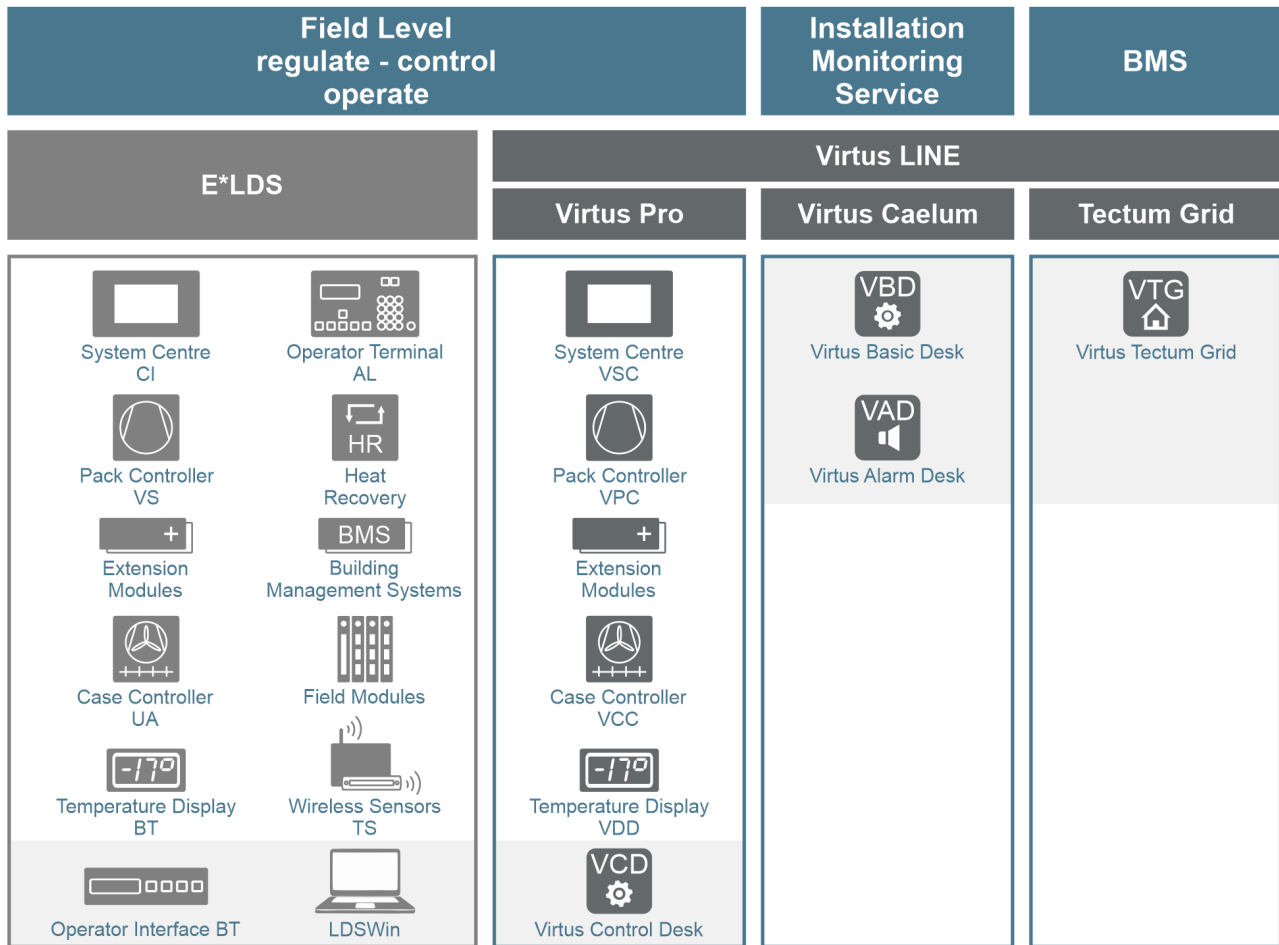 Field Level
regulate - control
operate
Installation
Monitoring
Service
BMS
E*LDS
Virtus LINE
Virtus Pro
Virtus Caelum
Tectum Grid
System Centre
CI
Operator Terminal
AL
System Centre
VSC
VBD
Virtus Basic Desk
VTG
Virtus Tectum Grid
Pack Controller
VS
HR
Heat
Recovery
Pack Controller
VPC
VAD
Virtus Alarm Desk
+
Extension
Modules
BMS
Building
Management Systems
+
Extension
Modules
Case Controller
UA
Field Modules
Case Controller
VCC
-17°
Temperature Display
BT
Wireless Sensors
TS
-17°
Temperature Display
VDD
Operator Interface BT
LDSWin
VCD
Virtus Control Desk